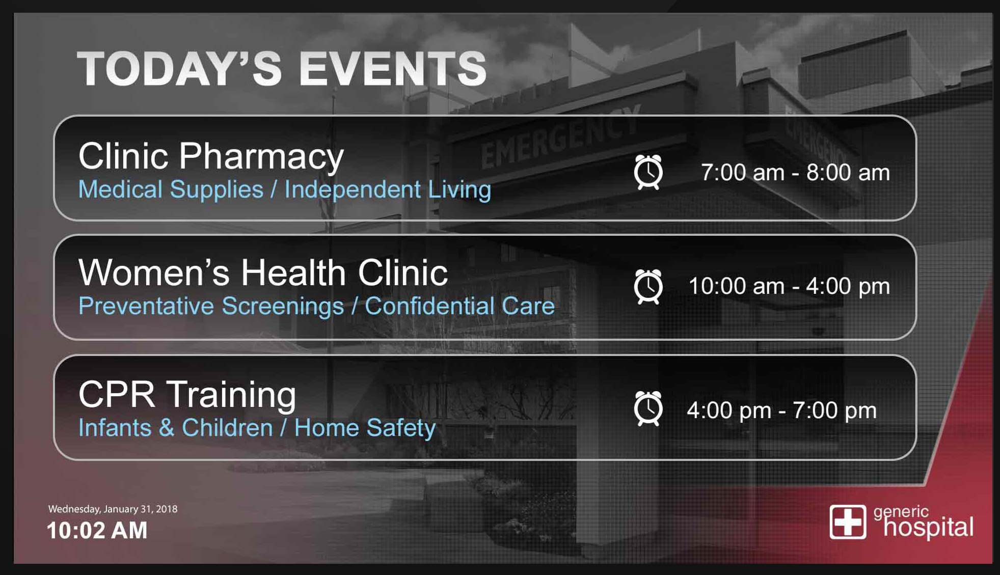 TODAY'S EVENTS
EMERGENCY
EMERGENCY
Clinic Pharmacy
Medical Supplies / Independent Living
7:00 am - 8:00 am
Women's Health Clinic
Preventative Screenings / Confidential Care
10:00 am - 4:00 pm
CPR Training
Infants & Children / Home Safety
4:00 pm - 7:00 pm
Wednesday, January 31, 2018
10:02 AM
generic
hospital